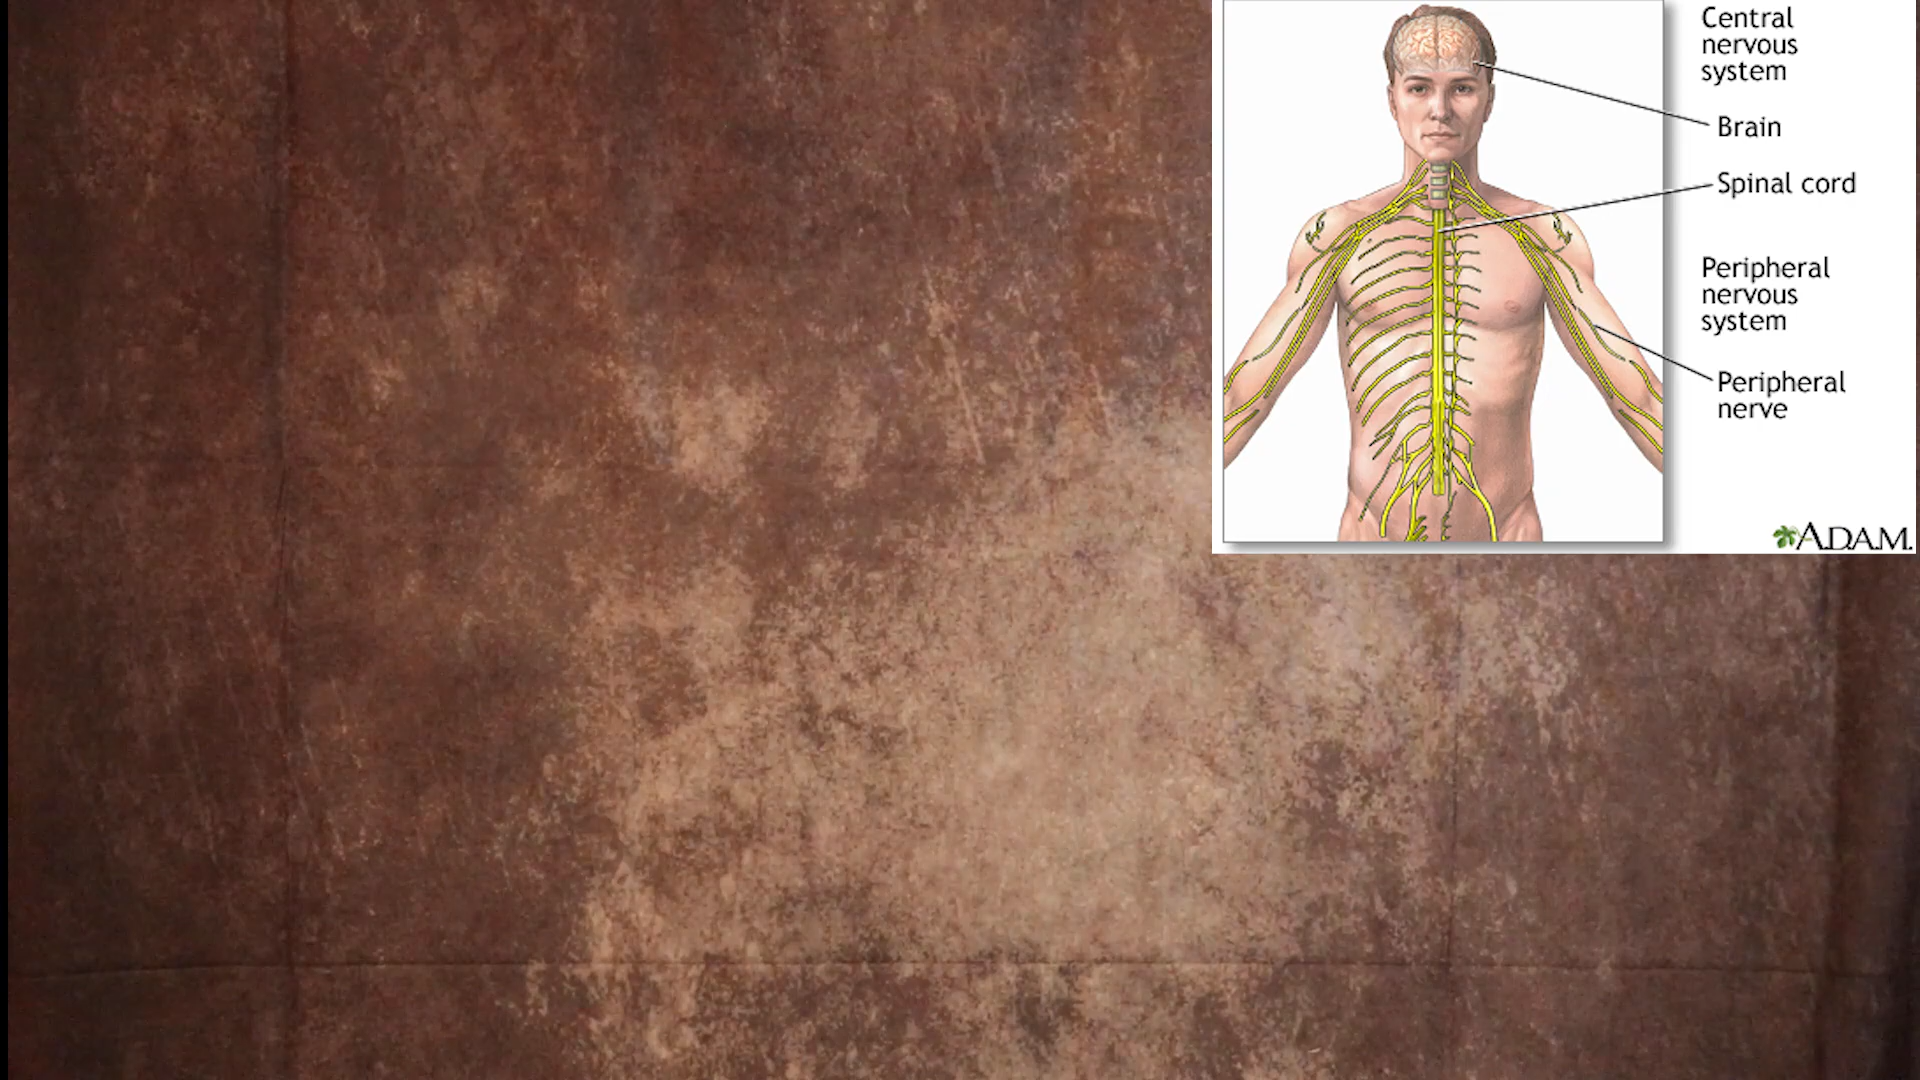 Central
nervous
system
Brain
Spinal cord
Peripheral
nervous
system
Peripheral
nerve
A.D.A.M.